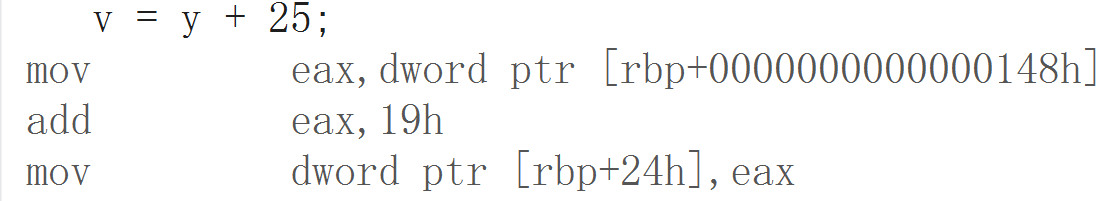 v = y + 25;
mov eax,dword ptr [rbp+0000000000000148h]
add eax,19h
mov dword ptr [rbp+24h],eax